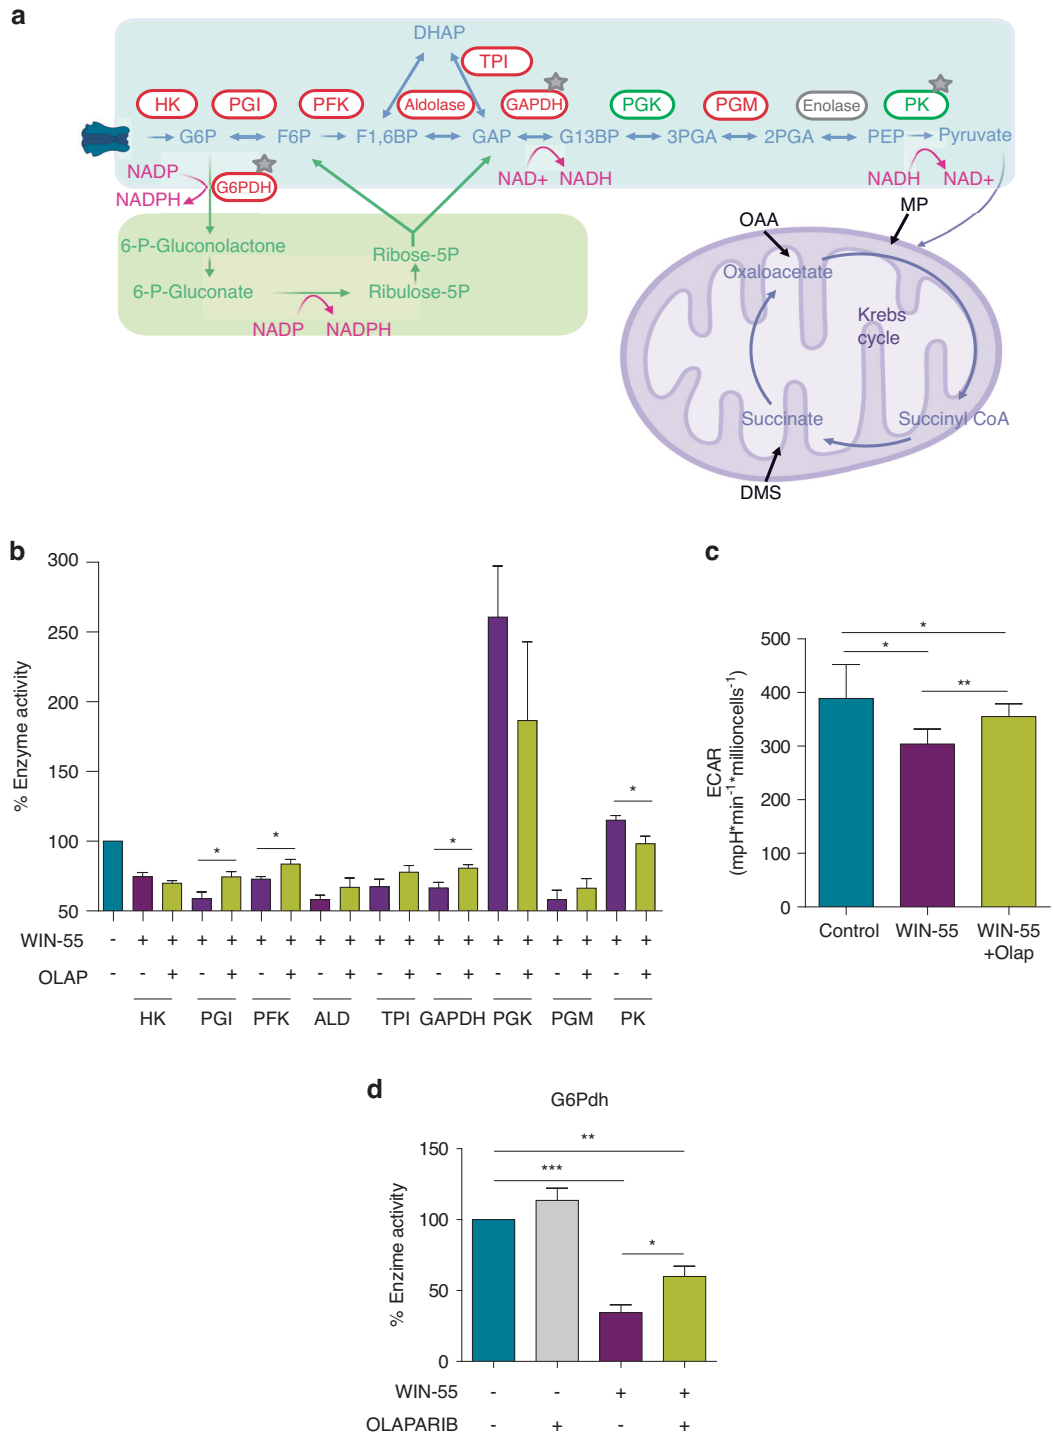 a
DHAP
TPI
HK PGI PFK Aldolase GAPDH PGK PGM Enolase PK
G6P F6P F1,6BP GAP G13BP 3PGA 2PGA PEP Pyruvate
NADP
NADPH
G6PDH
NAD+ NADH
NADH NAD+
MP
OAA
6-P-Gluconolactone
Ribose-5P
6-P-Gluconate
Ribulose-5P
NADP NADPH
Oxaloacetate
Krebs
cycle
Succinate
Succinyl CoA
DMS
b
% Enzyme activity
300
250
200
150
100
50
* * * *
WIN-55 - + + + + + + + + + + + + + + + + + +
OLAP - - + - + - + - + - + - + - + - + - +
HK PGI PFK ALD TPI GAPDH PGK PGM PK
c
ECAR
(mpH*min-1*millioncells-1)
500
400
300
200
100
0
*
*
**
Control WIN-55 WIN-55
+Olap
d
G6Pdh
% Enzime activity
150
100
50
0
**
***
*
WIN-55 - - + +
OLAPARIB - + - +